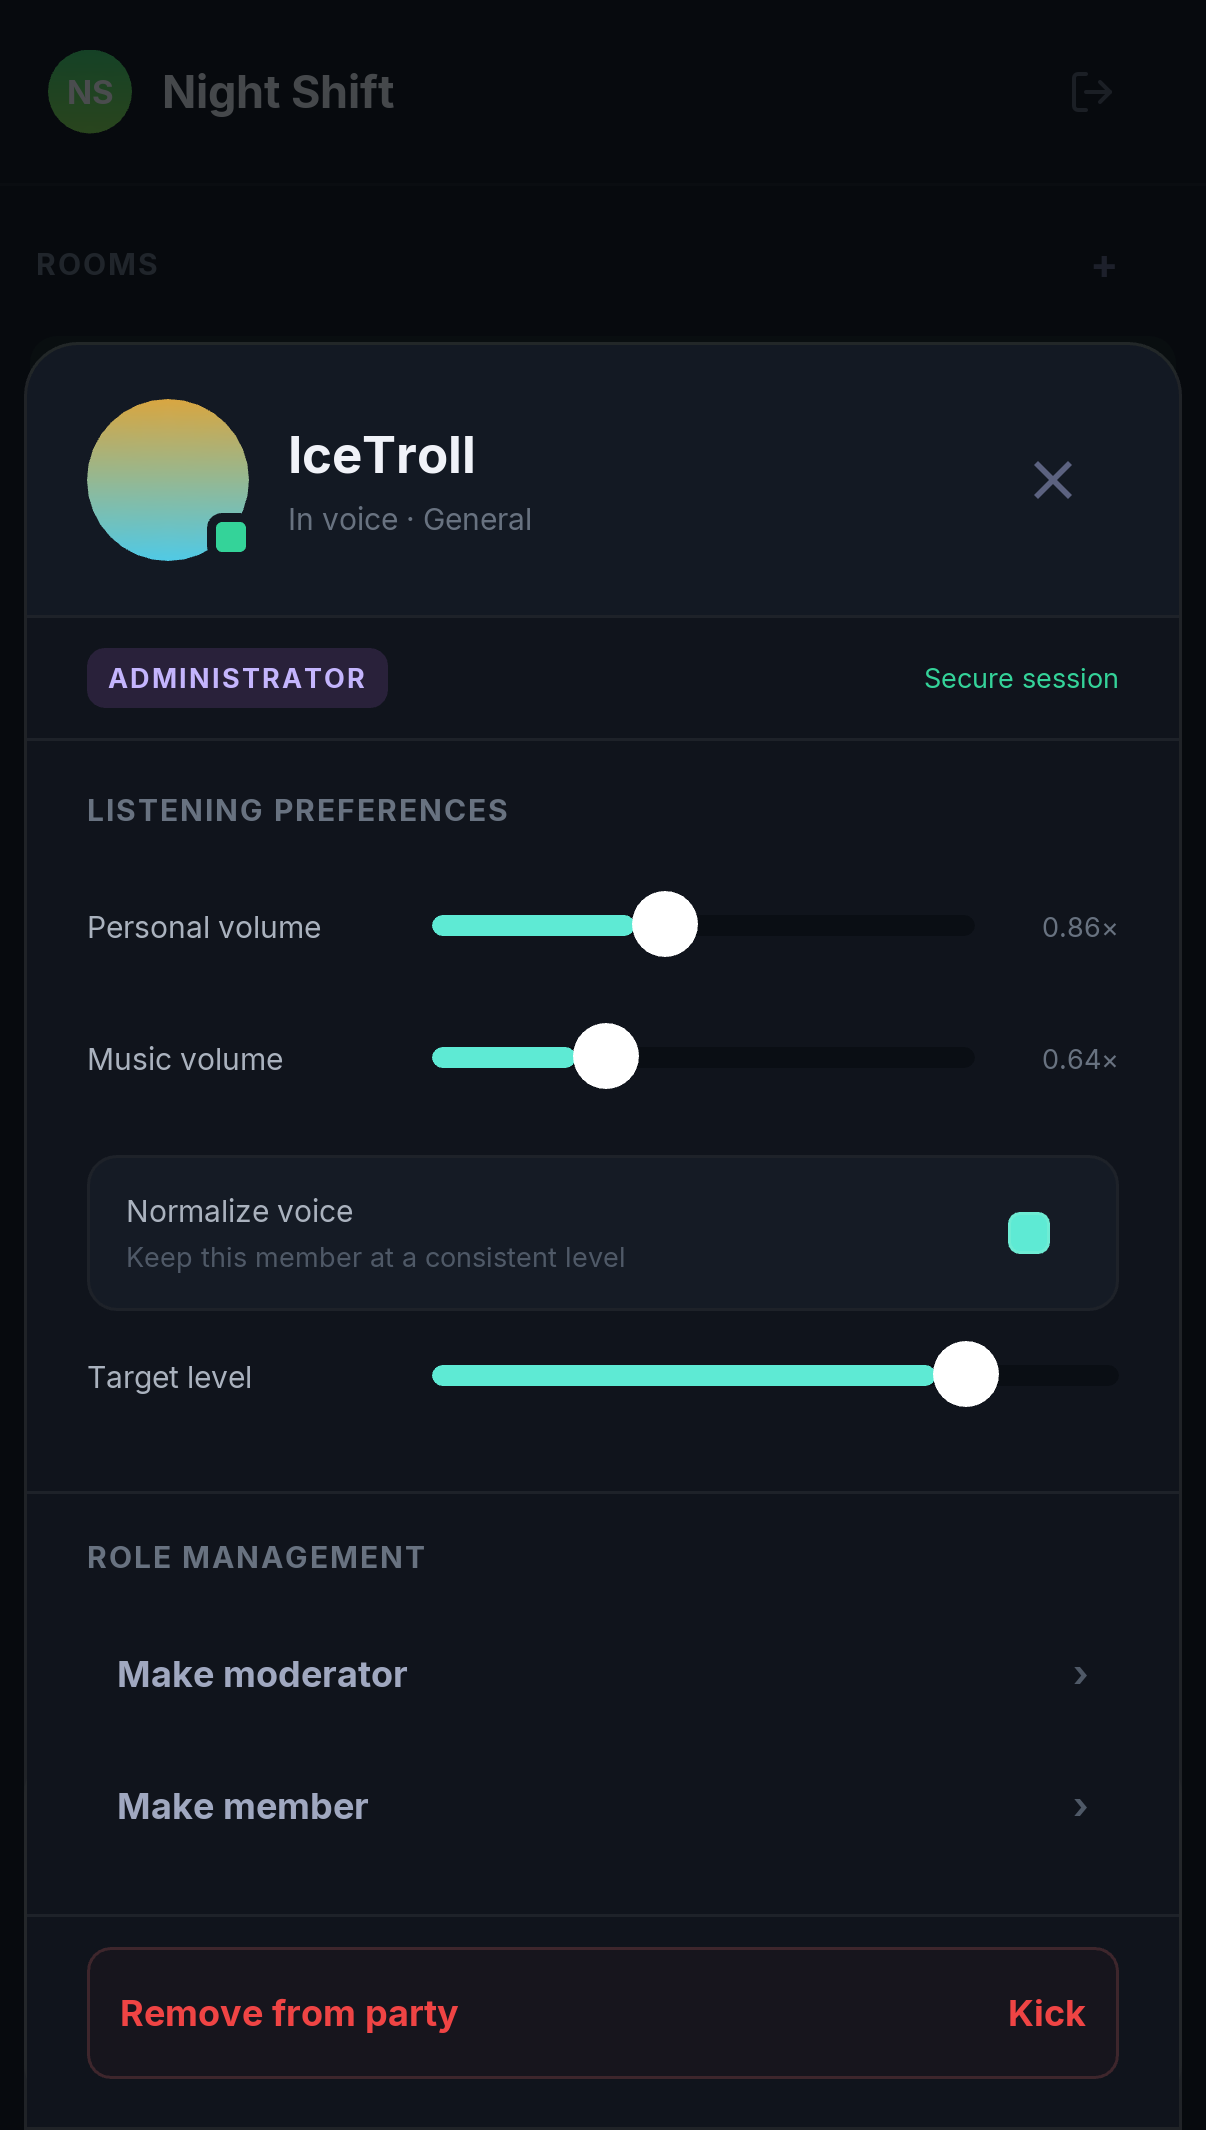 NS
Night Shift
ROOMS
+
IceTroll
In voice · General
ADMINISTRATOR
Secure session
LISTENING PREFERENCES
Personal volume
0.86×
Music volume
0.64×
Normalize voice
Keep this member at a consistent level
Target level
ROLE MANAGEMENT
Make moderator ›
Make member ›
Remove from party
Kick